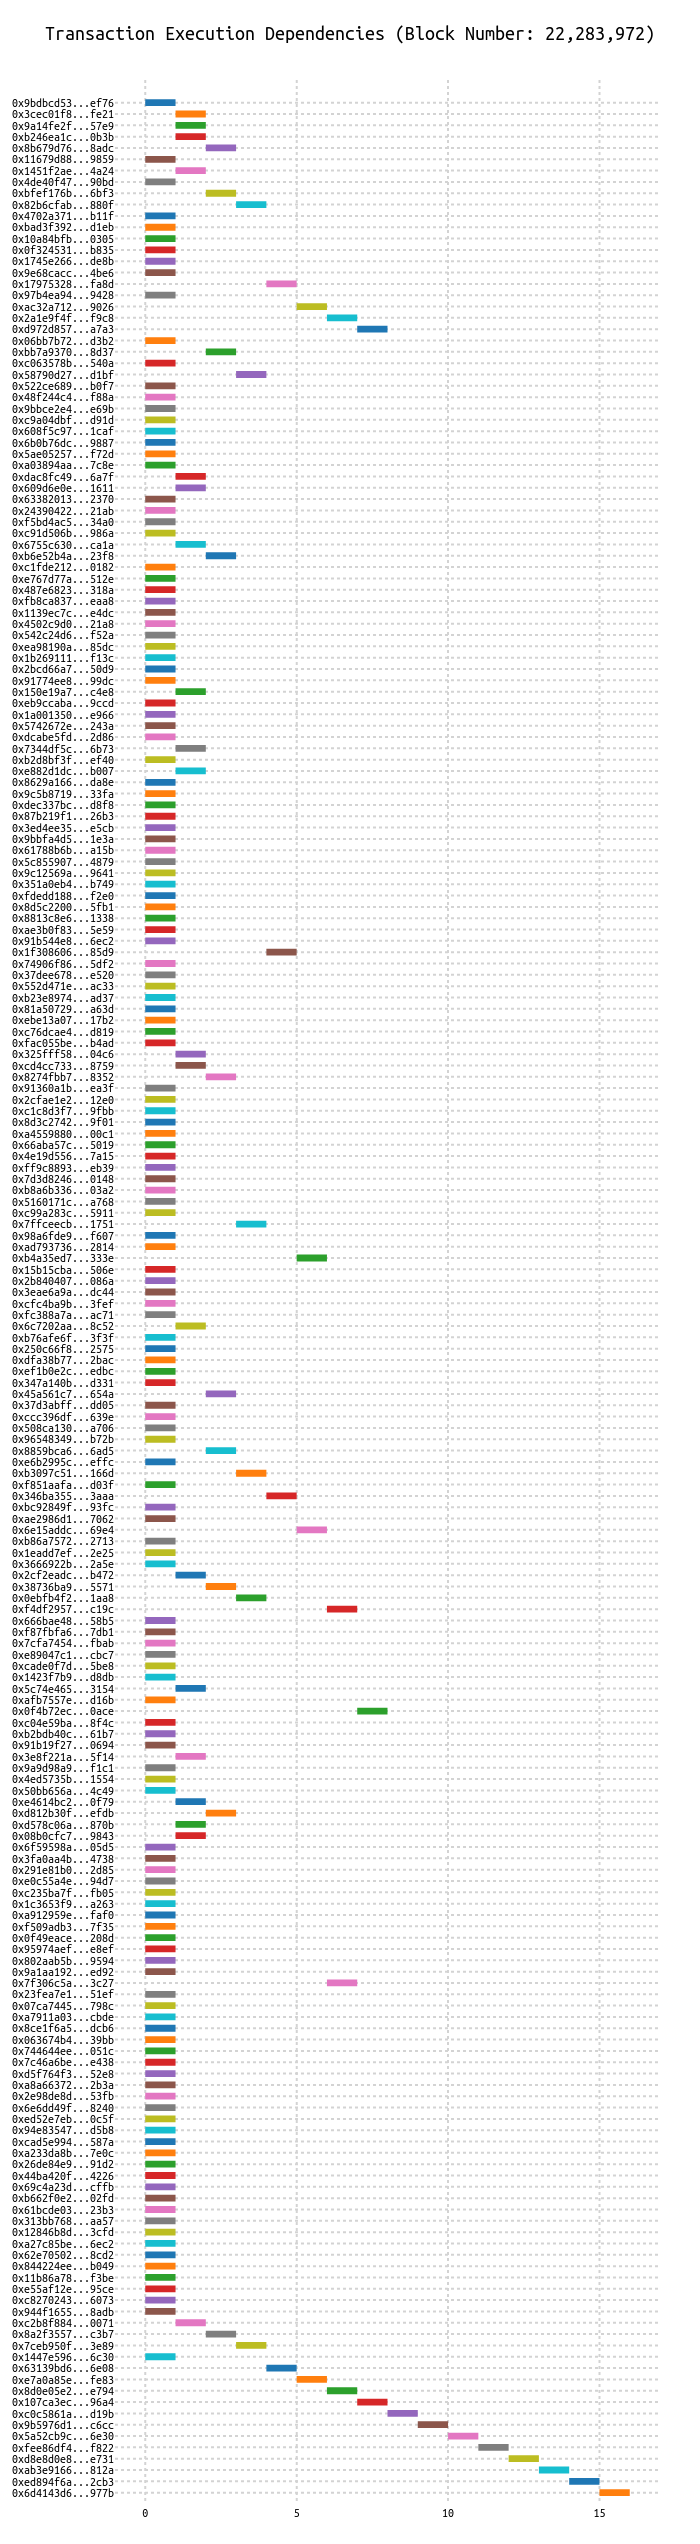 Transaction Execution Dependencies (Block Number: 22,283,972)
0x9bdbcd53...ef76
0x3cec01f8...fe21
0x9a14fe2f...57e9
0xb246ea1c...0b3b
0x8b679d76...8adc
0x11679d88...9859
0x1451f2ae...4a24
0x4de40f47...90bd
0xbfef176b...6bf3
0x82b6cfab...880f
0x4702a371...b11f
0xbad3f392...d1eb
0x10a84bfb...0305
0x0f324531...b835
0x1745e266...de8b
0x9e68cacc...4be6
0x17975328...fa8d
0x97b4ea94...9428
0xac32a712...9026
0x2a1e9f4f...f9c8
0xd972d857...a7a3
0x06bb7b72...d3b2
0xbb7a9370...8d37
0xc063578b...540a
0x58790d27...d1bf
0x522ce689...b0f7
0x48f244c4...f88a
0x9bbce2e4...e69b
0xc9a04dbf...d91d
0x608f5c97...1caf
0x6b0b76dc...9887
0x5ae05257...f72d
0xa03894aa...7c8e
0xdac8fc49...6a7f
0x609d6e0e...1611
0x63382013...2370
0x24390422...21ab
0xf5bd4ac5...34a0
0xc91d506b...986a
0x6755c630...ca1a
0xb6e52b4a...23f8
0xc1fde212...0182
0xe767d77a...512e
0x487e6823...318a
0xfb8ca837...eaa8
0x1139ec7c...e4dc
0x4502c9d0...21a8
0x542c24d6...f52a
0xea98190a...85dc
0x1b269111...f13c
0x2bcd66a7...50d9
0x91774ee8...99dc
0x150e19a7...c4e8
0xeb9ccaba...9ccd
0x1a001350...e966
0x5742672e...243a
0xdcabe5fd...2d86
0x7344df5c...6b73
0xb2d8bf3f...ef40
0xe882d1dc...b007
0x8629a166...da8e
0x9c5b8719...33fa
0xdec337bc...d8f8
0x87b219f1...26b3
0x3ed4ee35...e5cb
0x9bbfa4d5...1e3a
0x61788b6b...a15b
0x5c855907...4879
0x9c12569a...9641
0x351a0eb4...b749
0xfdedd188...f2e0
0x8d5c2200...5fb1
0x8813c8e6...1338
0xae3b0f83...5e59
0x91b544e8...6ec2
0x1f308606...85d9
0x74906f86...5df2
0x37dee678...e520
0x552d471e...ac33
0xb23e8974...ad37
0x81a50729...a63d
0xebe13a07...17b2
0xc76dcae4...d819
0xfac055be...b4ad
0x325fff58...04c6
0xcd4cc733...8759
0x8274fbb7...8352
0x91360a1b...ea3f
0x2cfae1e2...12e0
0xc1c8d3f7...9fbb
0x8d3c2742...9f01
0xa4559880...00c1
0x66aba57c...5019
0x4e19d556...7a15
0xff9c8893...eb39
0x7d3d8246...0148
0xb8a6b336...03a2
0x5160171c...a768
0xc99a283c...5911
0x7ffceecb...1751
0x98a6fde9...f607
0xad793736...2814
0xb4a35ed7...333e
0x15b15cba...506e
0x2b840407...086a
0x3eae6a9a...dc44
0xcfc4ba9b...3fef
0xfc388a7a...ac71
0x6c7202aa...8c52
0xb76afe6f...3f3f
0x250c66f8...2575
0xdfa38b77...2bac
0xef1b0e2c...edbc
0x347a140b...d331
0x45a561c7...654a
0x37d3abff...dd05
0xccc396df...639e
0x508ca130...a706
0x96548349...b72b
0x8859bca6...6ad5
0xe6b2995c...effc
0xb3097c51...166d
0xf851aafa...d03f
0x346ba355...3aaa
0xbc92849f...93fc
0xae2986d1...7062
0x6e15addc...69e4
0xb86a7572...2713
0x1eadd7ef...2e25
0x3666922b...2a5e
0x2cf2eadc...b472
0x38736ba9...5571
0x0ebfb4f2...1aa8
0xf4df2957...c19c
0x666bae48...58b5
0xf87fbfa6...7db1
0x7cfa7454...fbab
0xe89047c1...cbc7
0xcade0f7d...5be8
0x1423f7b9...d8db
0x5c74e465...3154
0xafb7557e...d16b
0x0f4b72ec...0ace
0xc04e59ba...8f4c
0xb2bdb40c...61b7
0x91b19f27...0694
0x3e8f221a...5f14
0x9a9d98a9...f1c1
0x4ed5735b...1554
0x50bb656a...4c49
0xe4614bc2...0f79
0xd812b30f...efdb
0xd578c06a...870b
0x08b0cfc7...9843
0x6f59598a...05d5
0x3fa0aa4b...4738
0x291e81b0...2d85
0xe0c55a4e...94d7
0xc235ba7f...fb05
0x1c3653f9...a263
0xa912959e...faf0
0xf509adb3...7f35
0x0f49eace...208d
0x95974aef...e8ef
0x802aab5b...9594
0x9a1aa192...ed92
0x7f306c5a...3c27
0x23fea7e1...51ef
0x07ca7445...798c
0xa7911a03...cbde
0x8ce1f6a5...dcb6
0x063674b4...39bb
0x744644ee...051c
0x7c46a6be...e438
0xd5f764f3...52e8
0xa8a66372...2b3a
0x2e98de8d...53fb
0x6e6dd49f...8240
0xed52e7eb...0c5f
0x94e83547...d5b8
0xcad5e994...587a
0xa233da8b...7e0c
0x26de84e9...91d2
0x44ba420f...4226
0x69c4a23d...cffb
0xb662f0e2...02fd
0x61bcde03...23b3
0x313bb768...aa57
0x12846b8d...3cfd
0xa27c85be...6ec2
0x62e70502...8cd2
0x844224ee...b049
0x11b86a78...f3be
0xe55af12e...95ce
0xc8270243...6073
0x944f1655...8adb
0xc2b8f884...0071
0x8a2f3557...c3b7
0x7ceb950f...3e89
0x1447e596...6c30
0x63139bd6...6e08
0xe7a0a85e...fe83
0x8d0e05e2...e794
0x107ca3ec...96a4
0xc0c5861a...d19b
0x9b5976d1...c6cc
0x5a52cb9c...6e30
0xfee86df4...f822
0xd8e8d0e8...e731
0xab3e9166...812a
0xed894f6a...2cb3
0x6d4143d6...977b
0 5 10 15